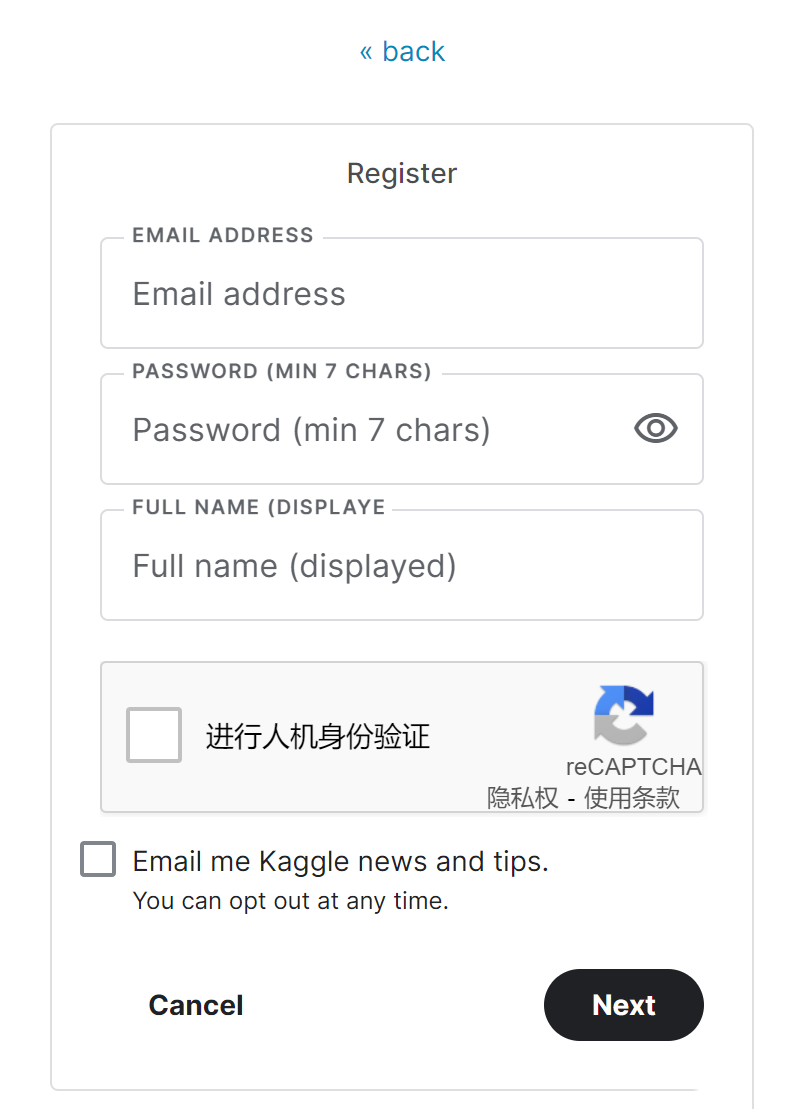 « back
Register
EMAIL ADDRESS
Email address
PASSWORD (MIN 7 CHARS)
Password (min 7 chars)
FULL NAME (DISPLAYE
Full name (displayed)
进行人机身份验证
reCAPTCHA
隐私权 - 使用条款
Email me Kaggle news and tips.
You can opt out at any time.
Cancel
Next